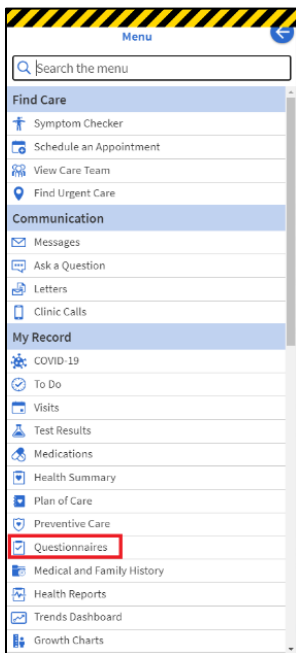 Menu
Search the menu
Find Care
Symptom Checker
Schedule an Appointment
View Care Team
Find Urgent Care
Communication
Messages
Ask a Question
Letters
Clinic Calls
My Record
COVID-19
To Do
Visits
Test Results
Medications
Health Summary
Plan of Care
Preventive Care
Questionnaires
Medical and Family History
Health Reports
Trends Dashboard
Growth Charts